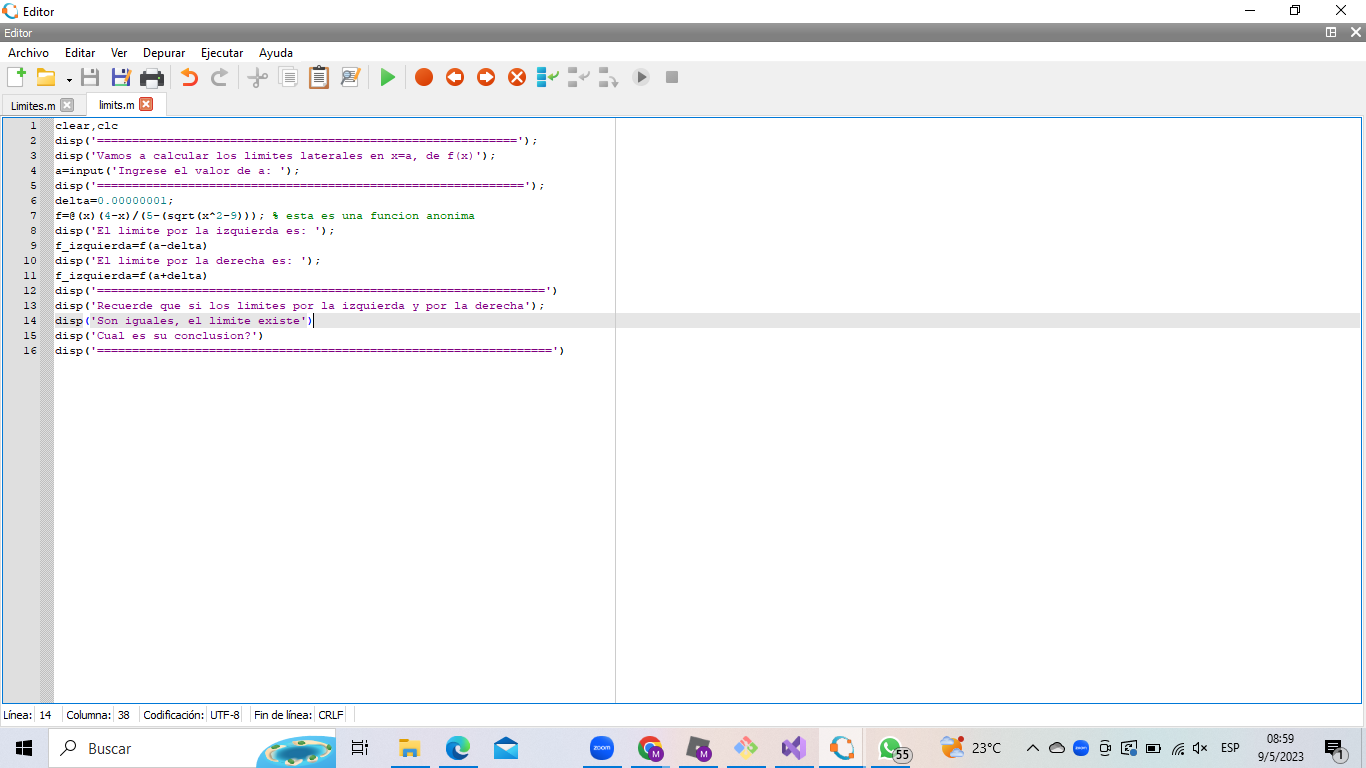 Editor
Editor
Archivo Editar Ver Depurar Ejecutar Ayuda
Limites.m limits.m
1 clear,clc
2 disp('============================================================');
3 disp('Vamos a calcular los limites laterales en x=a, de f(x)');
4 a=input('Ingrese el valor de a: ');
5 disp('=============================================================');
6 delta=0.00000001;
7 f=@(x)(4-x)/(5-(sqrt(x^2-9))); % esta es una funcion anonima
8 disp('El limite por la izquierda es: ');
9 f_izquierda=f(a-delta)
10 disp('El limite por la derecha es: ');
11 f_izquierda=f(a+delta)
12 disp('================================================================')
13 disp('Recuerde que si los limites por la izquierda y por la derecha');
14 disp('Son iguales, el limite existe')
15 disp('Cual es su conclusion?')
16 disp('=================================================================')
Línea: 14 Columna: 38 Codificación: UTF-8 Fin de línea: CRLF
Buscar zoom M M 55 23°C zoom ESP 08:59
9/5/2023 1